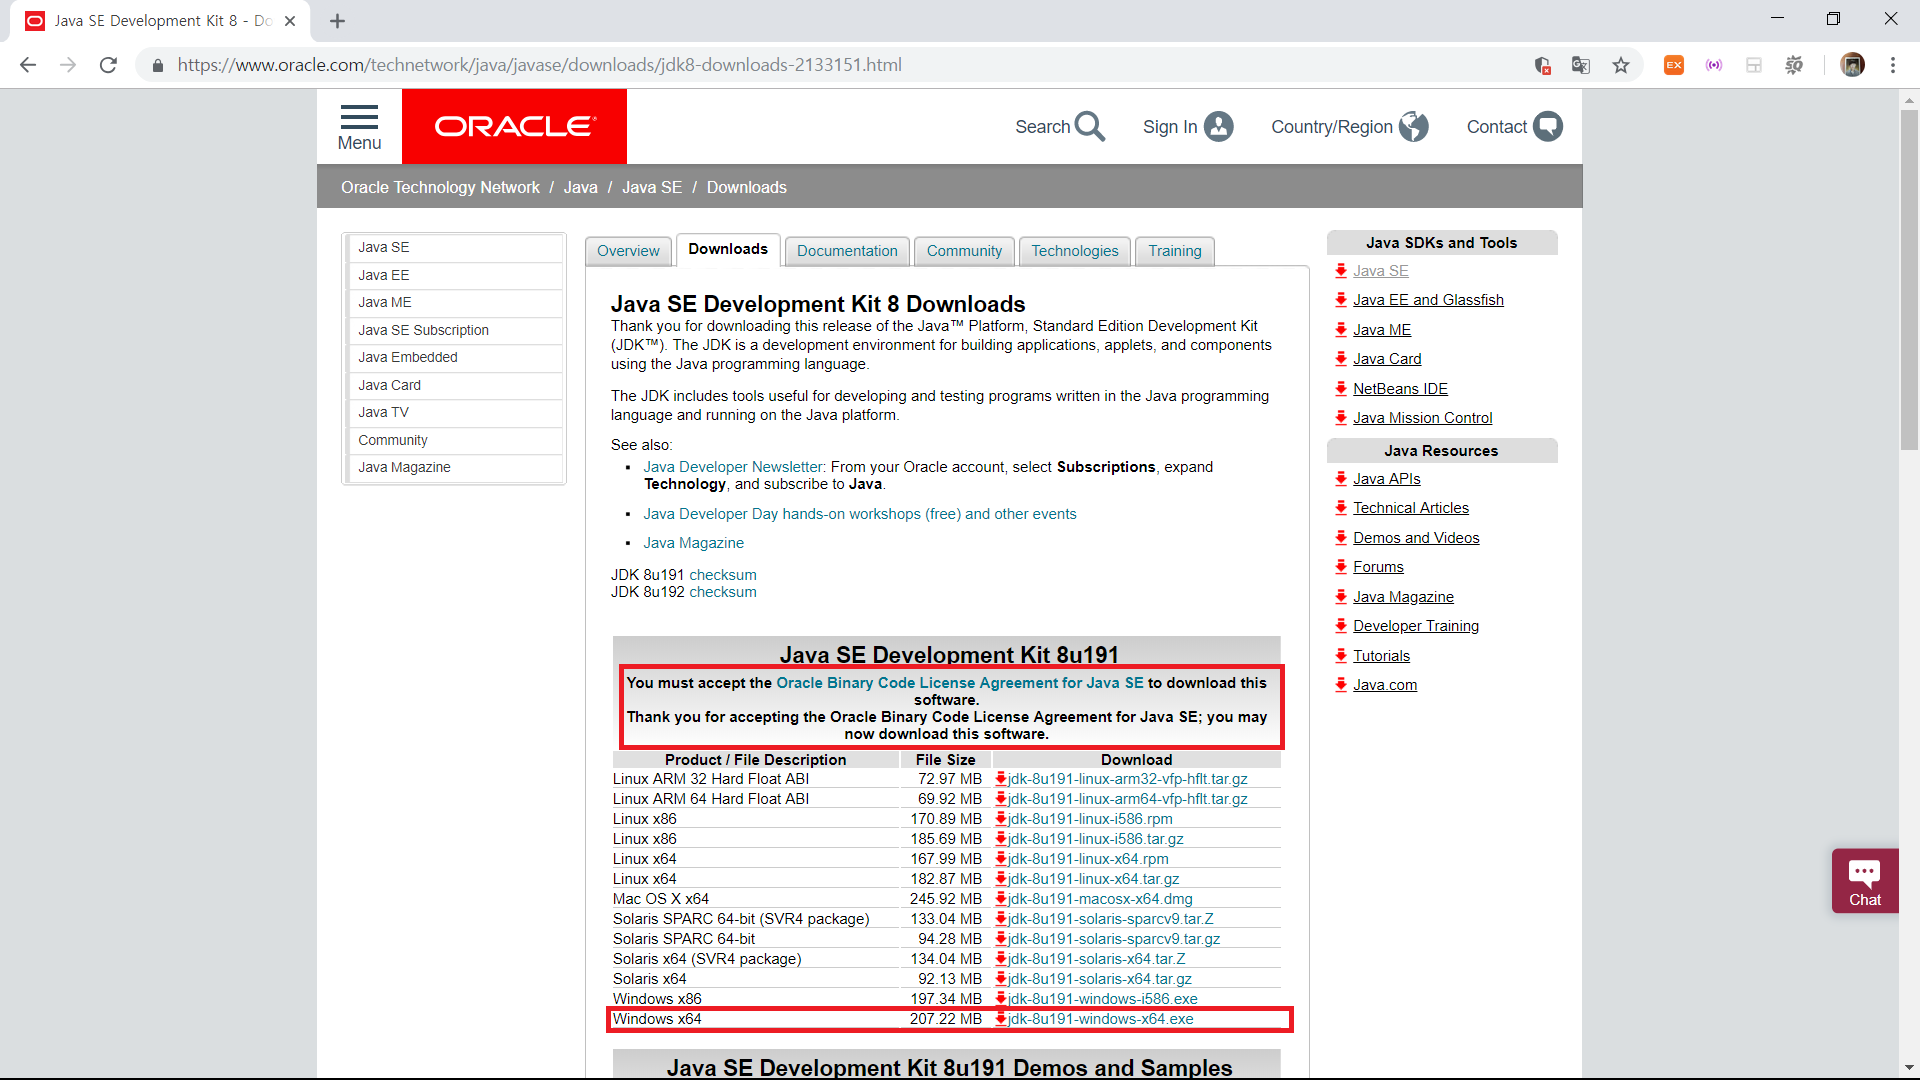 Java SE Development Kit 8 - Do
https://www.oracle.com/technetwork/java/javase/downloads/jdk8-downloads-2133151.html
EX
Menu
ORACLE
Search
Sign In
Country/Region
Contact
Oracle Technology Network / Java / Java SE / Downloads
Java SE
Java EE
Java ME
Java SE Subscription
Java Embedded
Java Card
Java TV
Community
Java Magazine
Overview
Downloads
Documentation
Community
Technologies
Training
Java SE Development Kit 8 Downloads
Thank you for downloading this release of the Java™ Platform, Standard Edition Development Kit
(JDK™). The JDK is a development environment for building applications, applets, and components
using the Java programming language.
The JDK includes tools useful for developing and testing programs written in the Java programming
language and running on the Java platform.
See also:
▪ Java Developer Newsletter: From your Oracle account, select Subscriptions, expand
Technology, and subscribe to Java.
▪ Java Developer Day hands-on workshops (free) and other events
▪ Java Magazine
JDK 8u191 checksum
JDK 8u192 checksum
Java SE Development Kit 8u191
You must accept the Oracle Binary Code License Agreement for Java SE to download this
software.
Thank you for accepting the Oracle Binary Code License Agreement for Java SE; you may
now download this software.
Product / File Description File Size Download
Linux ARM 32 Hard Float ABI 72.97 MB jdk-8u191-linux-arm32-vfp-hflt.tar.gz
Linux ARM 64 Hard Float ABI 69.92 MB jdk-8u191-linux-arm64-vfp-hflt.tar.gz
Linux x86 170.89 MB jdk-8u191-linux-i586.rpm
Linux x86 185.69 MB jdk-8u191-linux-i586.tar.gz
Linux x64 167.99 MB jdk-8u191-linux-x64.rpm
Linux x64 182.87 MB jdk-8u191-linux-x64.tar.gz
Mac OS X x64 245.92 MB jdk-8u191-macosx-x64.dmg
Solaris SPARC 64-bit (SVR4 package) 133.04 MB jdk-8u191-solaris-sparcv9.tar.Z
Solaris SPARC 64-bit 94.28 MB jdk-8u191-solaris-sparcv9.tar.gz
Solaris x64 (SVR4 package) 134.04 MB jdk-8u191-solaris-x64.tar.Z
Solaris x64 92.13 MB jdk-8u191-solaris-x64.tar.gz
Windows x86 197.34 MB jdk-8u191-windows-i586.exe
Windows x64 207.22 MB jdk-8u191-windows-x64.exe
Java SE Development Kit 8u191 Demos and Samples
Java SDKs and Tools
Java SE
Java EE and Glassfish
Java ME
Java Card
NetBeans IDE
Java Mission Control
Java Resources
Java APIs
Technical Articles
Demos and Videos
Forums
Java Magazine
Developer Training
Tutorials
Java.com
Chat